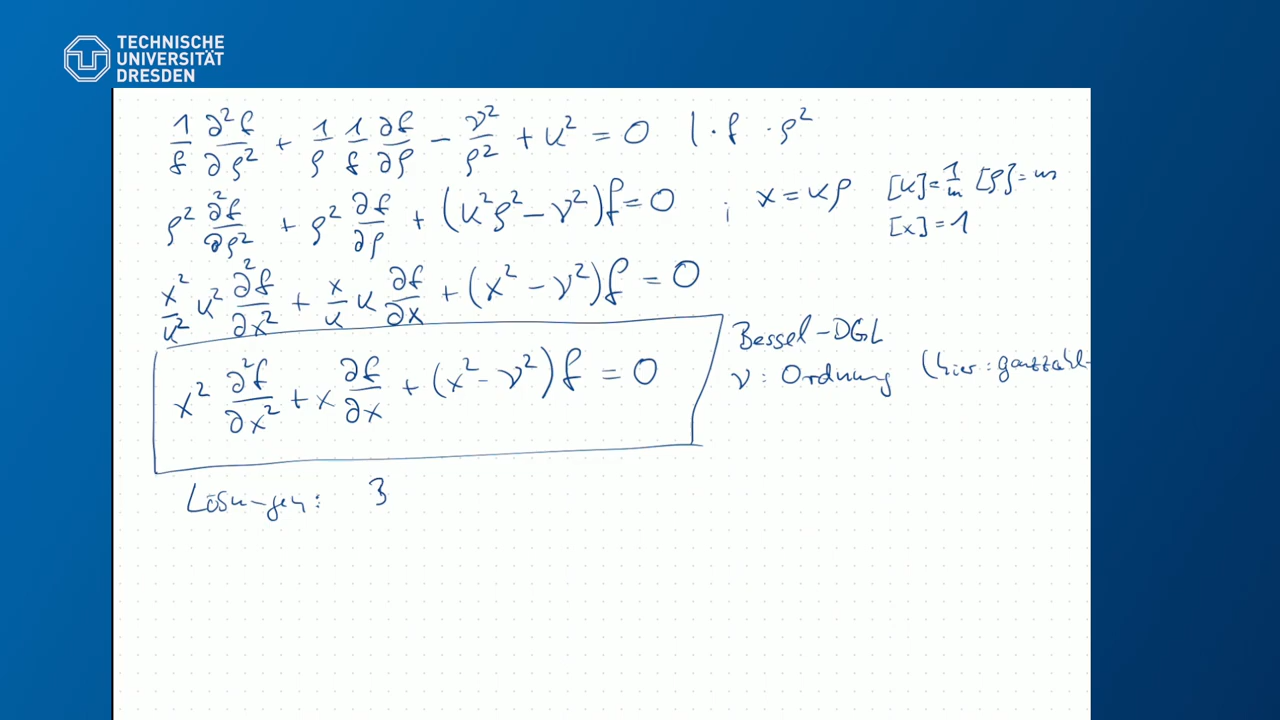 TECHNISCHE
UNIVERSITÄT
DRESDEN
1/f ∂²f/∂ρ² + 1/ρ 1/f ∂f/∂ρ − ν²/ρ² + k² = 0 | · f · ρ²
ρ² ∂²f/∂ρ² + ρ² ∂f/∂ρ + (k²ρ² − ν²)f = 0 ; x = kρ [k] = 1/m [ρ] = m
[x] = 1
x²/k² k² ∂²f/∂x² + x/k k ∂f/∂x + (x² − ν²)f = 0
x² ∂²f/∂x² + x ∂f/∂x + (x² − ν²)f = 0
Bessel-DGL
ν : Ordnung (hier: ganzzahl-
Lösungen: 3